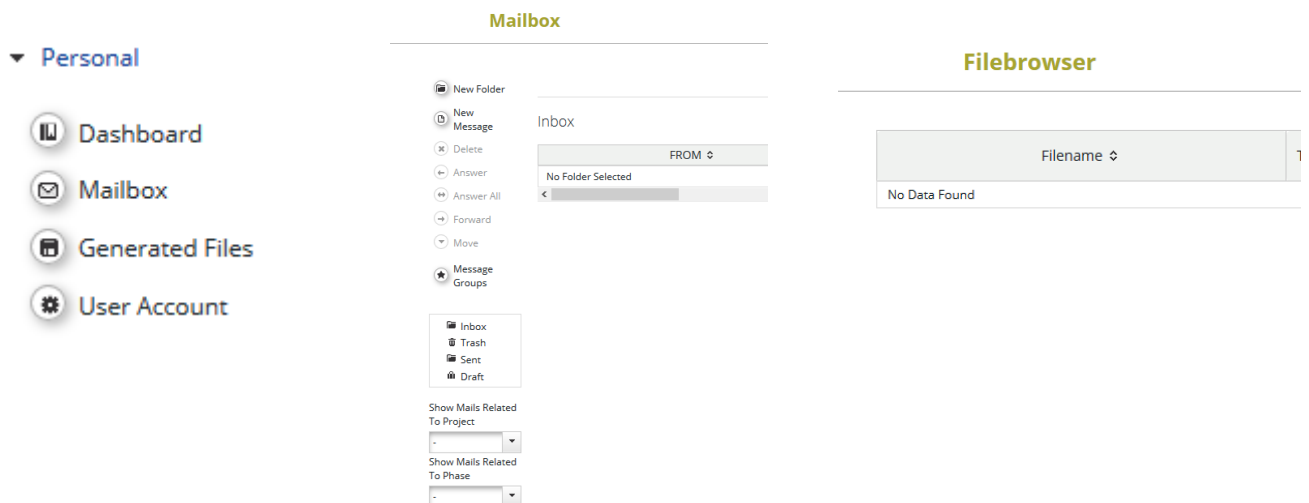 Personal
Dashboard
Mailbox
Generated Files
User Account
Mailbox
New Folder
New
Message
Delete
Answer
Answer All
Forward
Move
Message
Groups
Inbox
Trash
Sent
Draft
Show Mails Related
To Project
-
Show Mails Related
To Phase
-
Inbox
FROM
No Folder Selected
Filebrowser
Filename
T
No Data Found